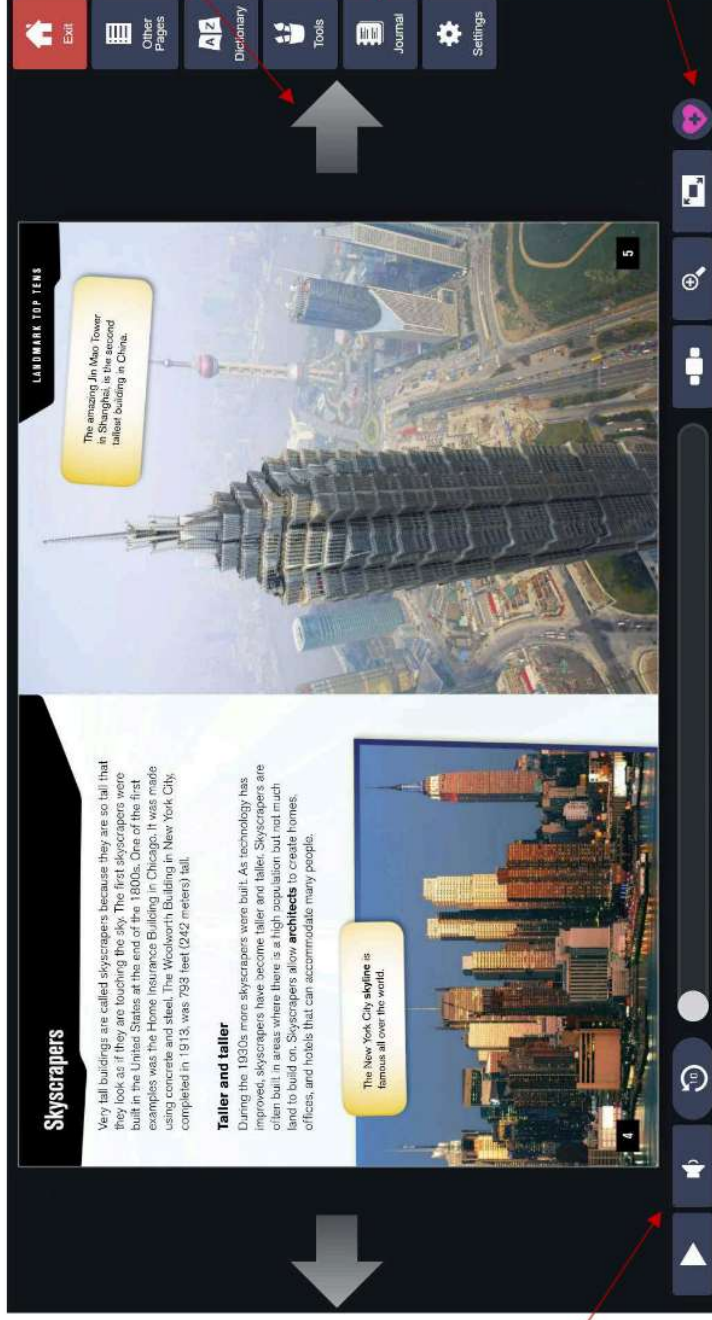 Exit
Other
Pages
AZ
Dictionary
Tools
Journal
Settings
Skyscrapers
Very tall buildings are called skyscrapers because they are so tall that
they look as if they are touching the sky. The first skyscrapers were
built in the United States at the end of the 1800s. One of the first
examples was the Home Insurance Building in Chicago. It was made
using concrete and steel. The Woolworth Building in New York City,
completed in 1913, was 793 feet (242 meters) tall.
Taller and taller
During the 1930s more skyscrapers were built. As technology has
improved, skyscrapers have become taller and taller. Skyscrapers are
often built in areas where there is a high population but not much
land to build on. Skyscrapers allow architects to create homes,
offices, and hotels that can accommodate many people.
The New York City skyline is
famous all over the world.
4
LANDMARK TOP TENS
The amazing Jin Mao Tower
in Shanghai, is the second
tallest building in China.
5
10